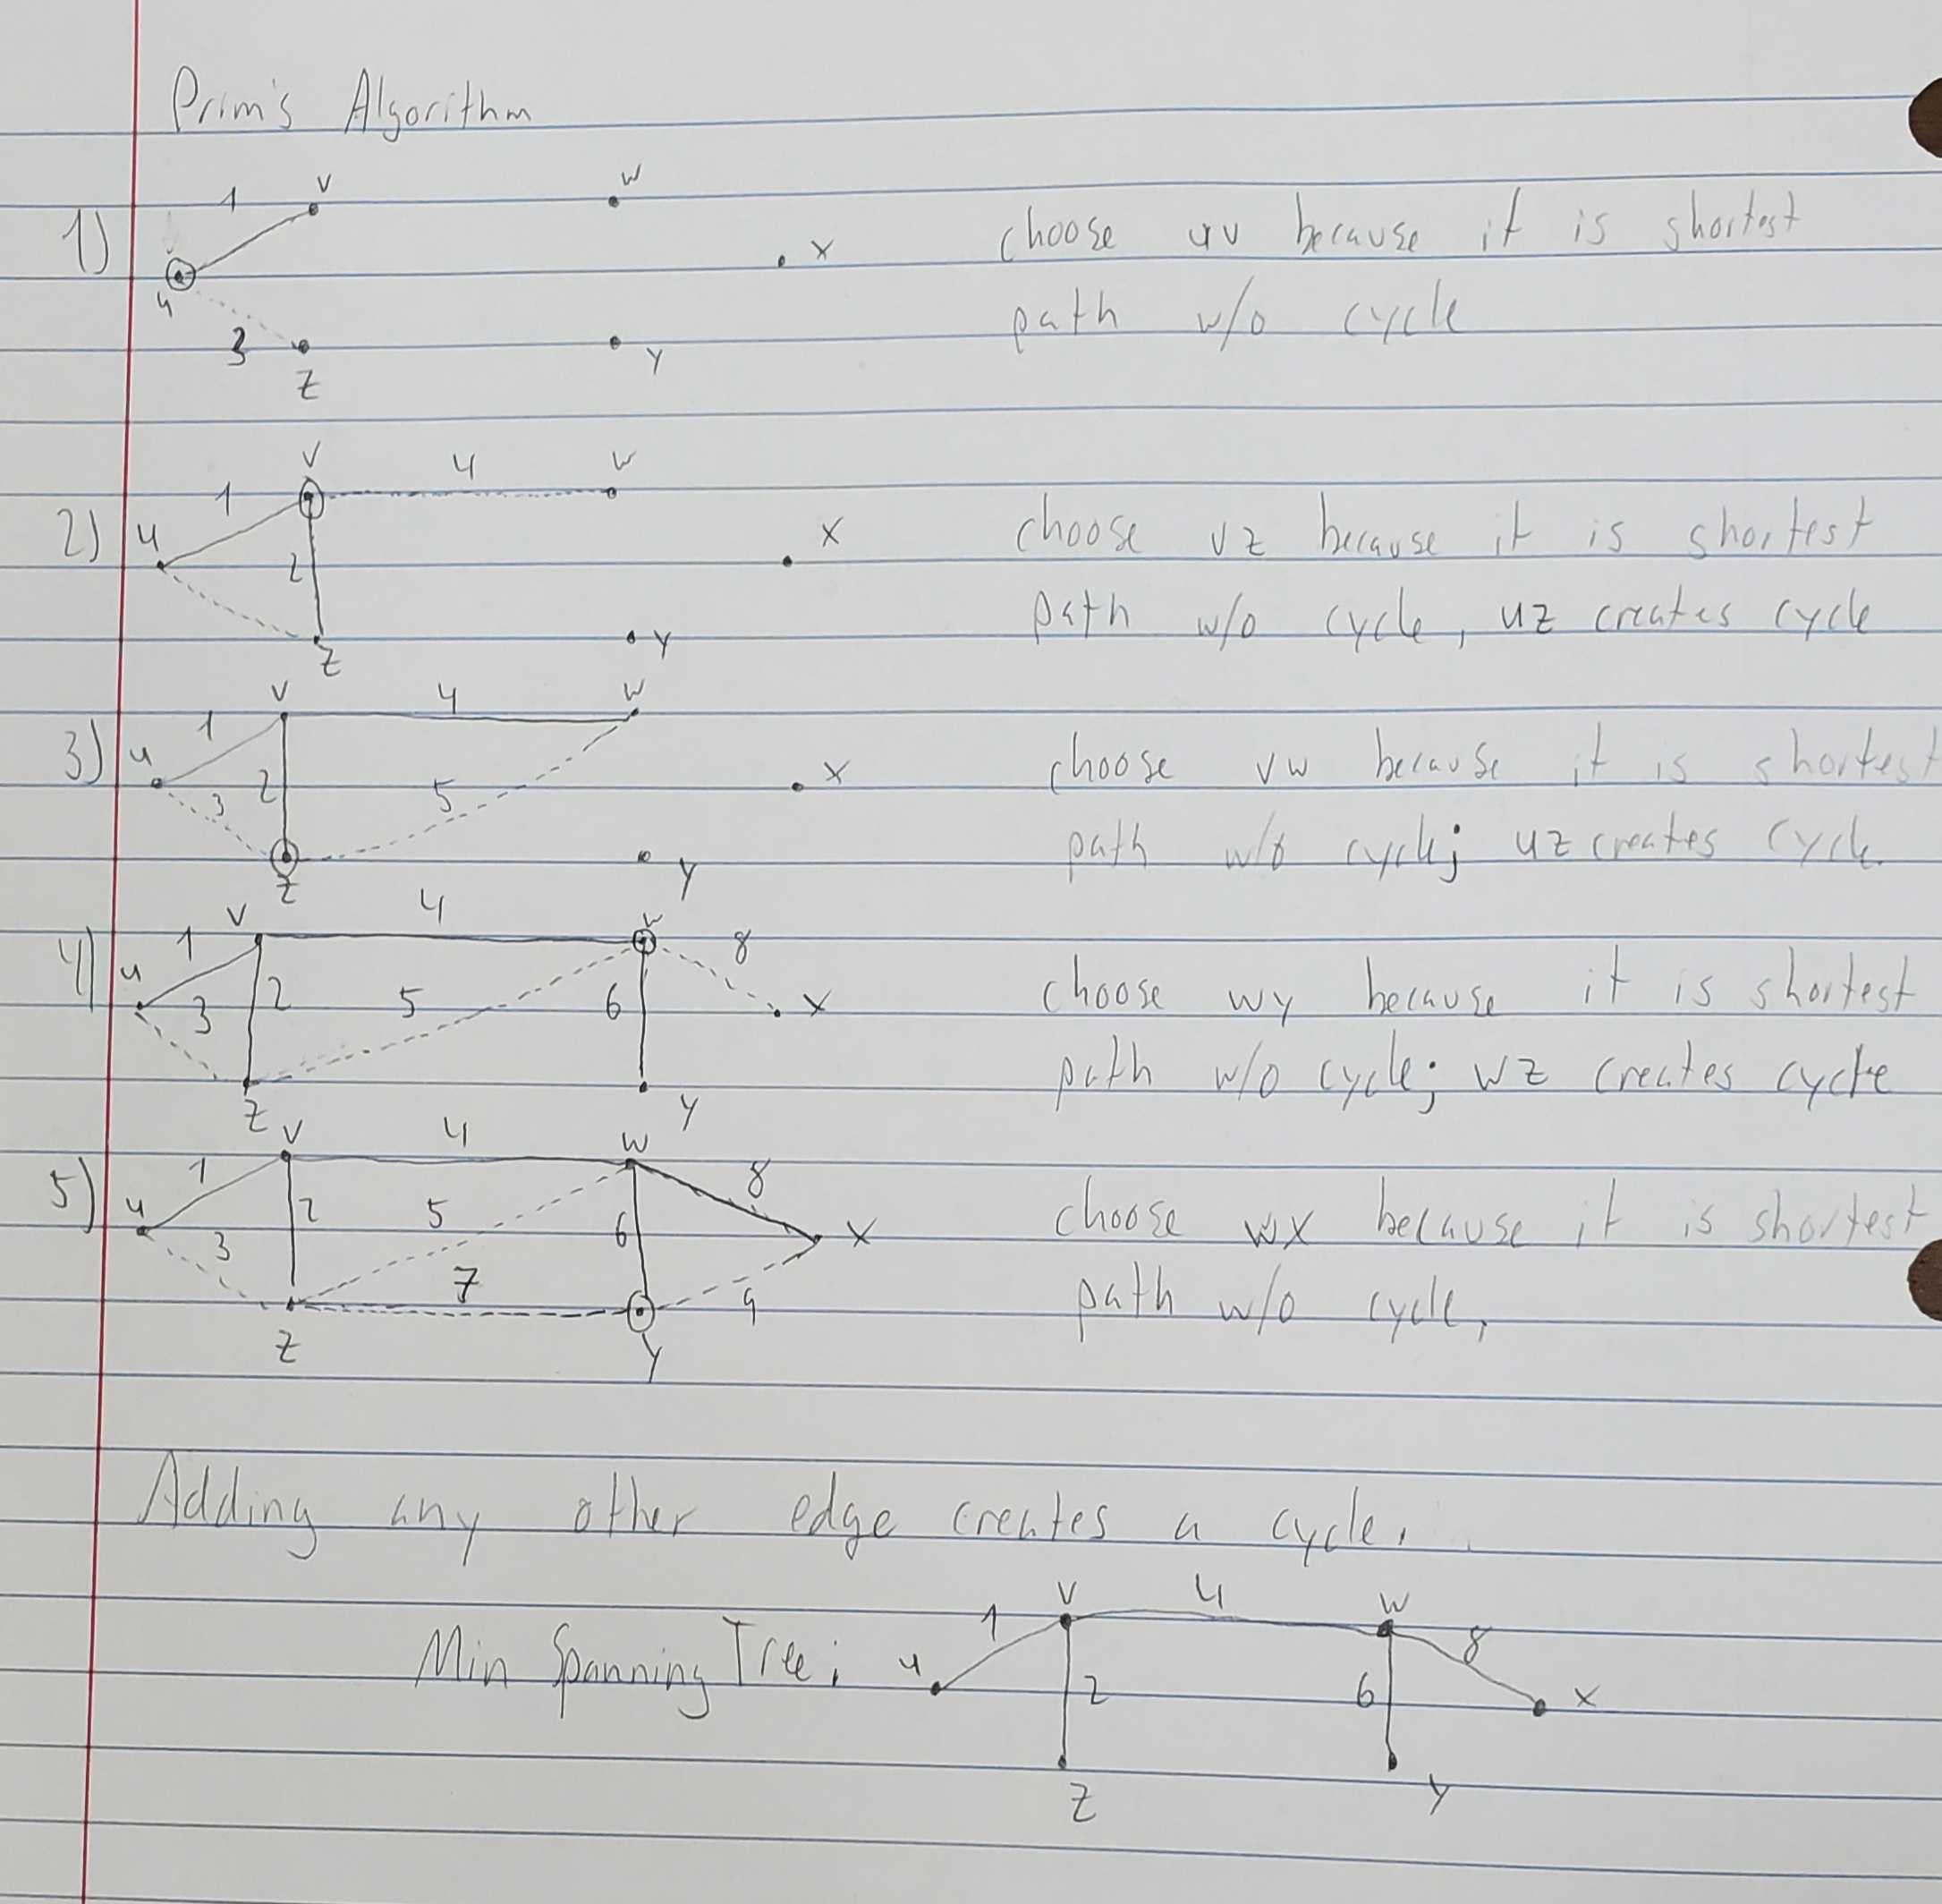 Prim's Algorithm
1 v w
1) x choose uv because it is shortest
u path w/o cycle
3 y
z
v 4 w
1
2) u x choose vz because it is shortest
2
path w/o cycle, uz creates cycle
z y
v 4 w
1
3) u 3 2 5 x choose vw because it is shortest
path w/o cycle; uz creates cycle
z y
v 4 w
1 8
4) u 3 2 5 6 x choose wy because it is shortest
path w/o cycle; wz creates cycle
z y
v 4 w
1 8
5) u 3 2 5 6 x choose wx because it is shortest
7 9 path w/o cycle,
z y
Adding any other edge creates a cycle.
v 4 w
1 8
Min Spanning Tree: u 2 6 x
z y